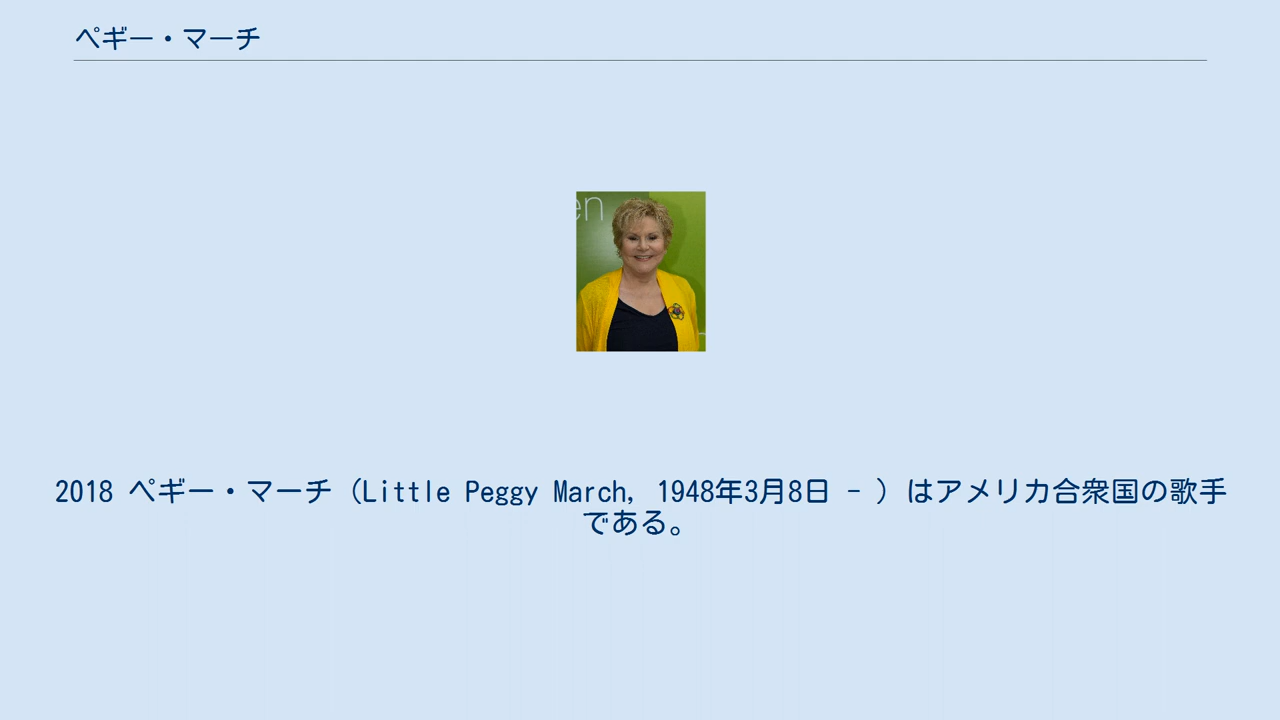 ペギー・マーチ
en
2018 ペギー・マーチ（Little Peggy March, 1948年3月8日 - ）はアメリカ合衆国の歌手
である。